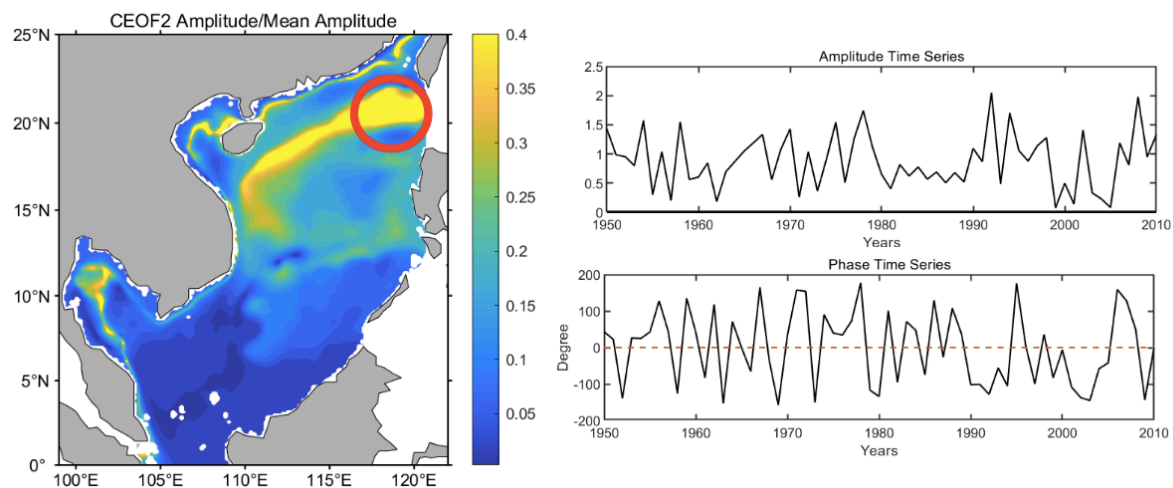 CEOF2 Amplitude/Mean Amplitude
25°N
20°N
15°N
10°N
5°N
0°
100°E 105°E 110°E 115°E 120°E
0.4
0.35
0.3
0.25
0.2
0.15
0.1
0.05
Amplitude Time Series
2.5
2
1.5
1
0.5
0
1950 1960 1970 1980 1990 2000 2010
Years
Phase Time Series
Degree
200
100
0
-100
-200
1950 1960 1970 1980 1990 2000 2010
Years